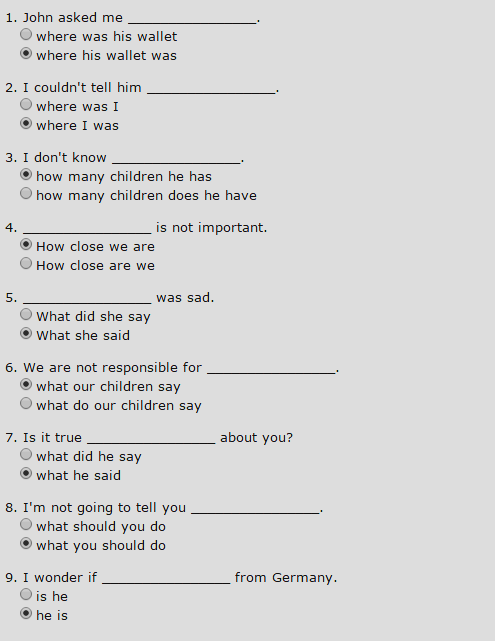 1. John asked me ________________.
where was his wallet
where his wallet was
2. I couldn't tell him ________________.
where was I
where I was
3. I don't know ________________.
how many children he has
how many children does he have
4. ________________ is not important.
How close we are
How close are we
5. ________________ was sad.
What did she say
What she said
6. We are not responsible for ________________.
what our children say
what do our children say
7. Is it true ________________ about you?
what did he say
what he said
8. I'm not going to tell you ________________.
what should you do
what you should do
9. I wonder if ________________ from Germany.
is he
he is